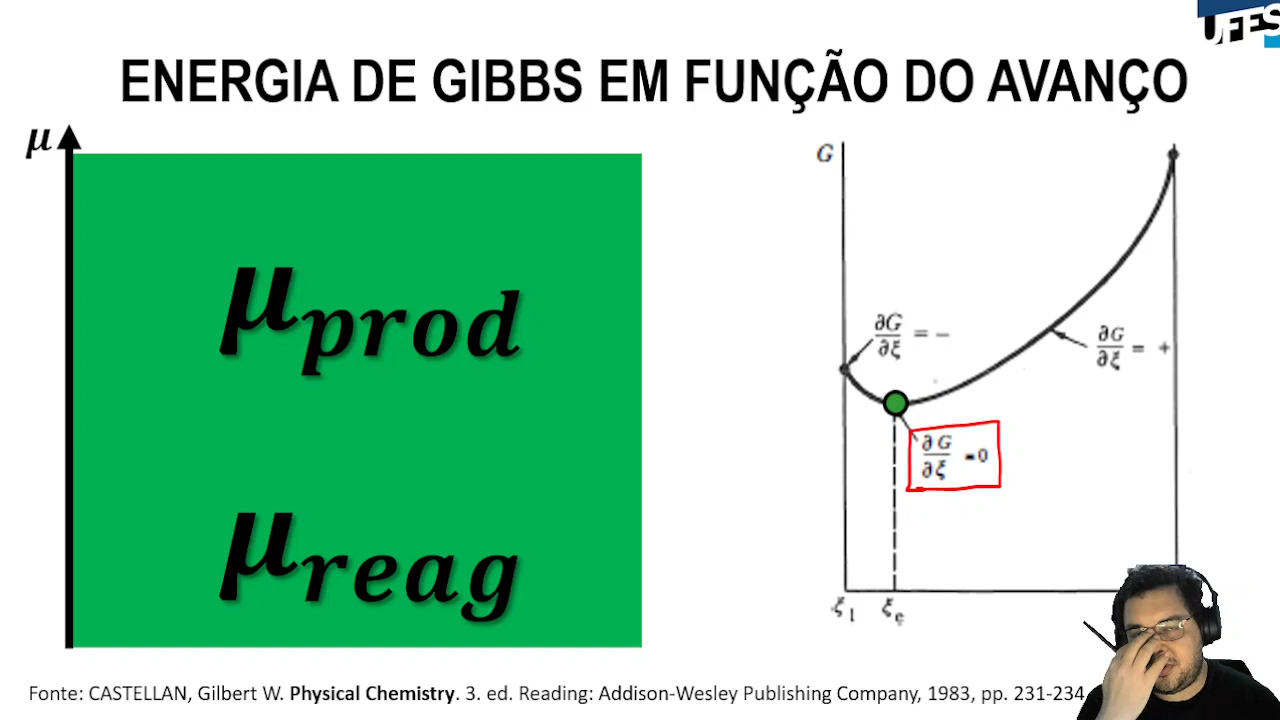 UFES
ENERGIA DE GIBBS EM FUNÇÃO DO AVANÇO
μ
μprod
μreag
G
∂G/∂ξ = −
∂G/∂ξ = +
∂G/∂ξ =0
ξ1
ξe
Fonte: CASTELLAN, Gilbert W. Physical Chemistry. 3. ed. Reading: Addison-Wesley Publishing Company, 1983, pp. 231-234